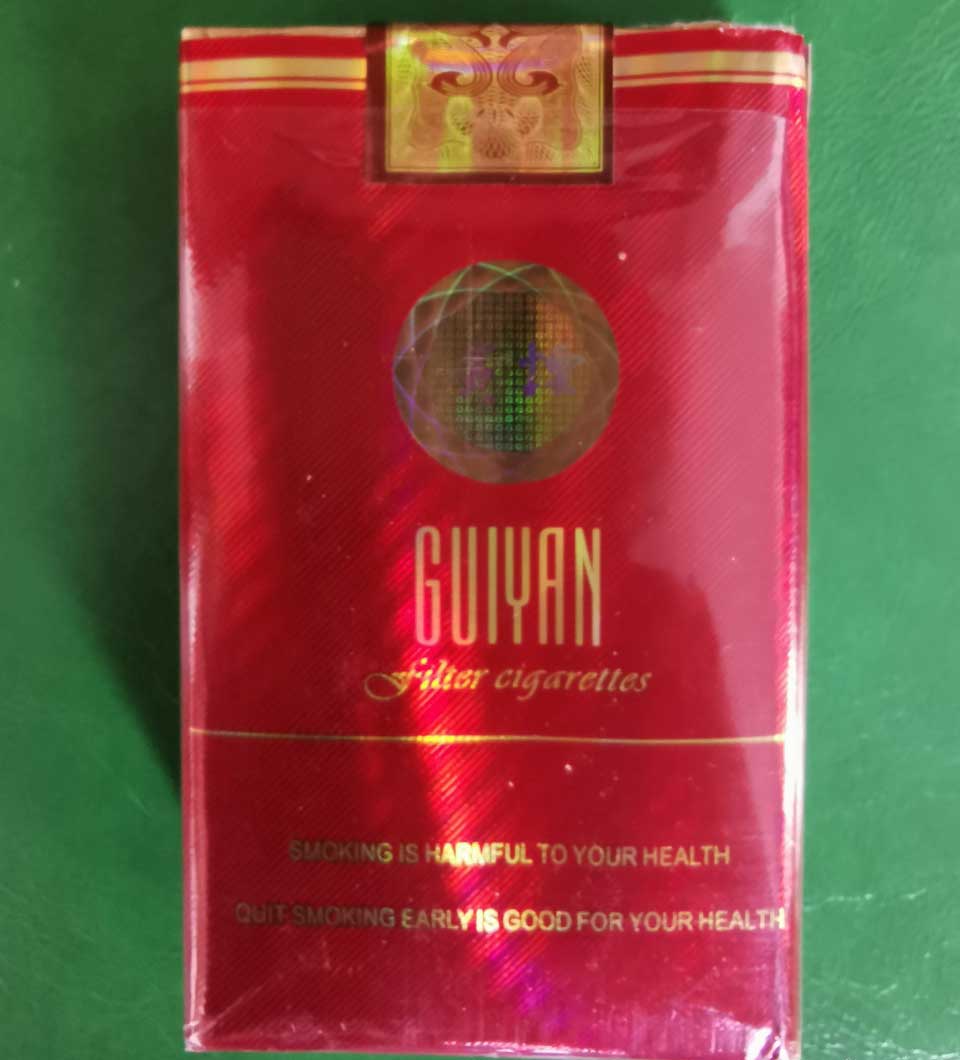 GUIYAN
filter cigarettes
SMOKING IS HARMFUL TO YOUR HEALTH
QUIT SMOKING EARLY IS GOOD FOR YOUR HEALTH